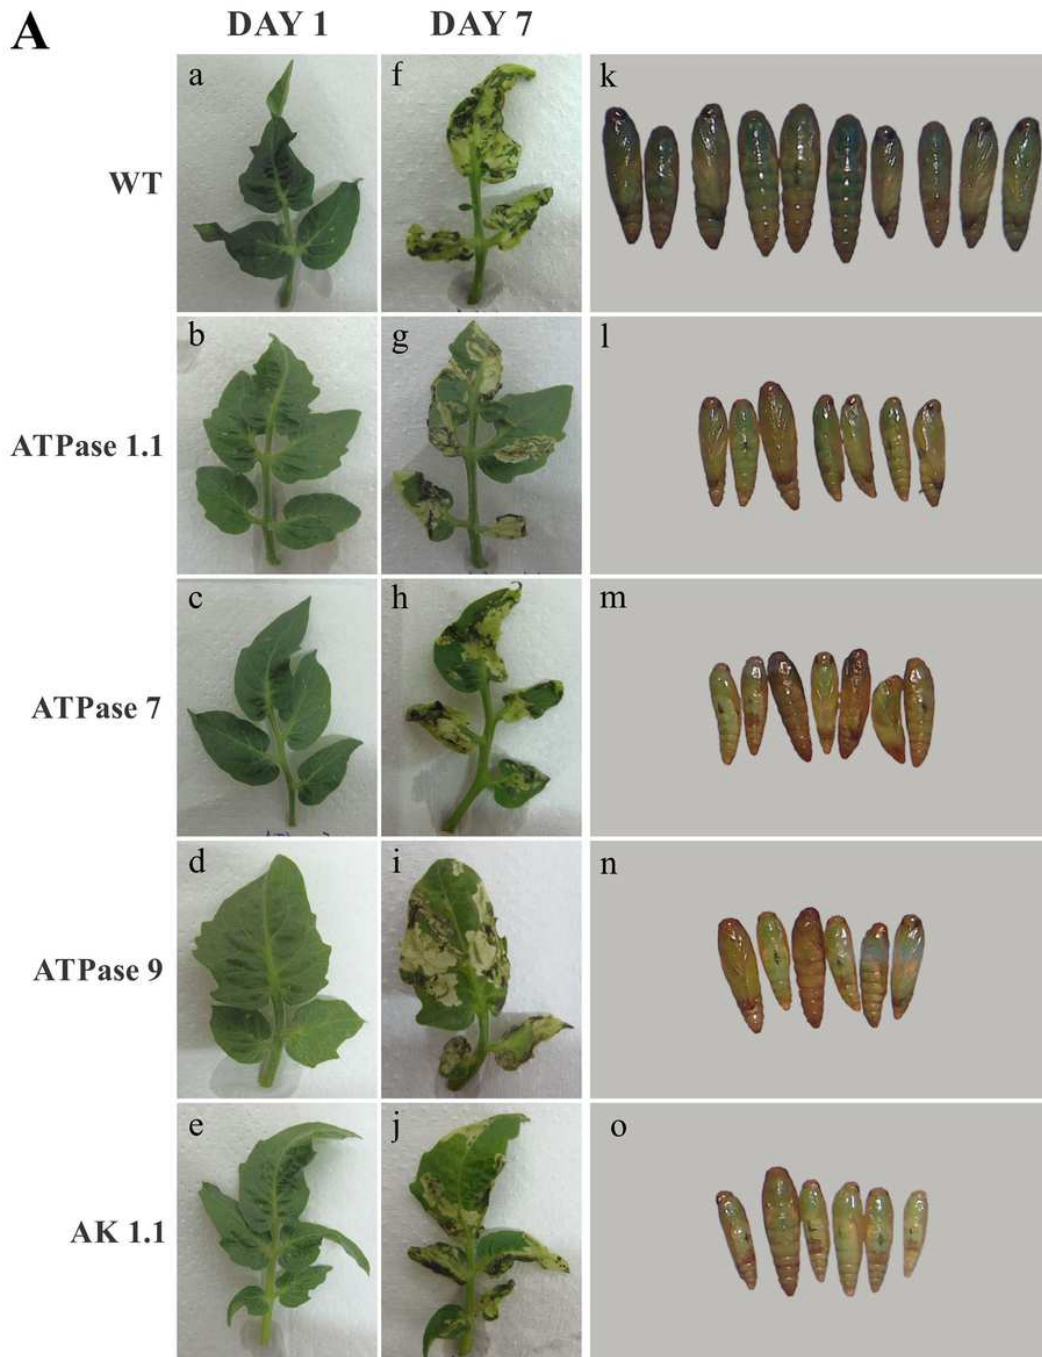 A
DAY 1 DAY 7
a f k
WT
b g l
ATPase 1.1
c h m
ATPase 7
d i n
ATPase 9
e j o
AK 1.1